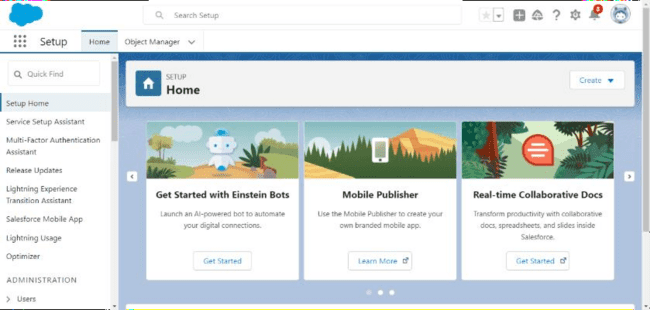 Search Setup
8
Setup
Home
Object Manager
Quick Find
Setup Home
Service Setup Assistant
Multi-Factor Authentication
Assistant
Release Updates
Lightning Experience
Transition Assistant
Salesforce Mobile App
Lightning Usage
Optimizer
ADMINISTRATION
Users
SETUP
Home
Create
Get Started with Einstein Bots
Launch an AI-powered bot to automate
your digital connections.
Get Started
Mobile Publisher
Use the Mobile Publisher to create your
own branded mobile app.
Learn More
Real-time Collaborative Docs
Transform productivity with collaborative
docs, spreadsheets, and slides inside
Salesforce.
Get Started